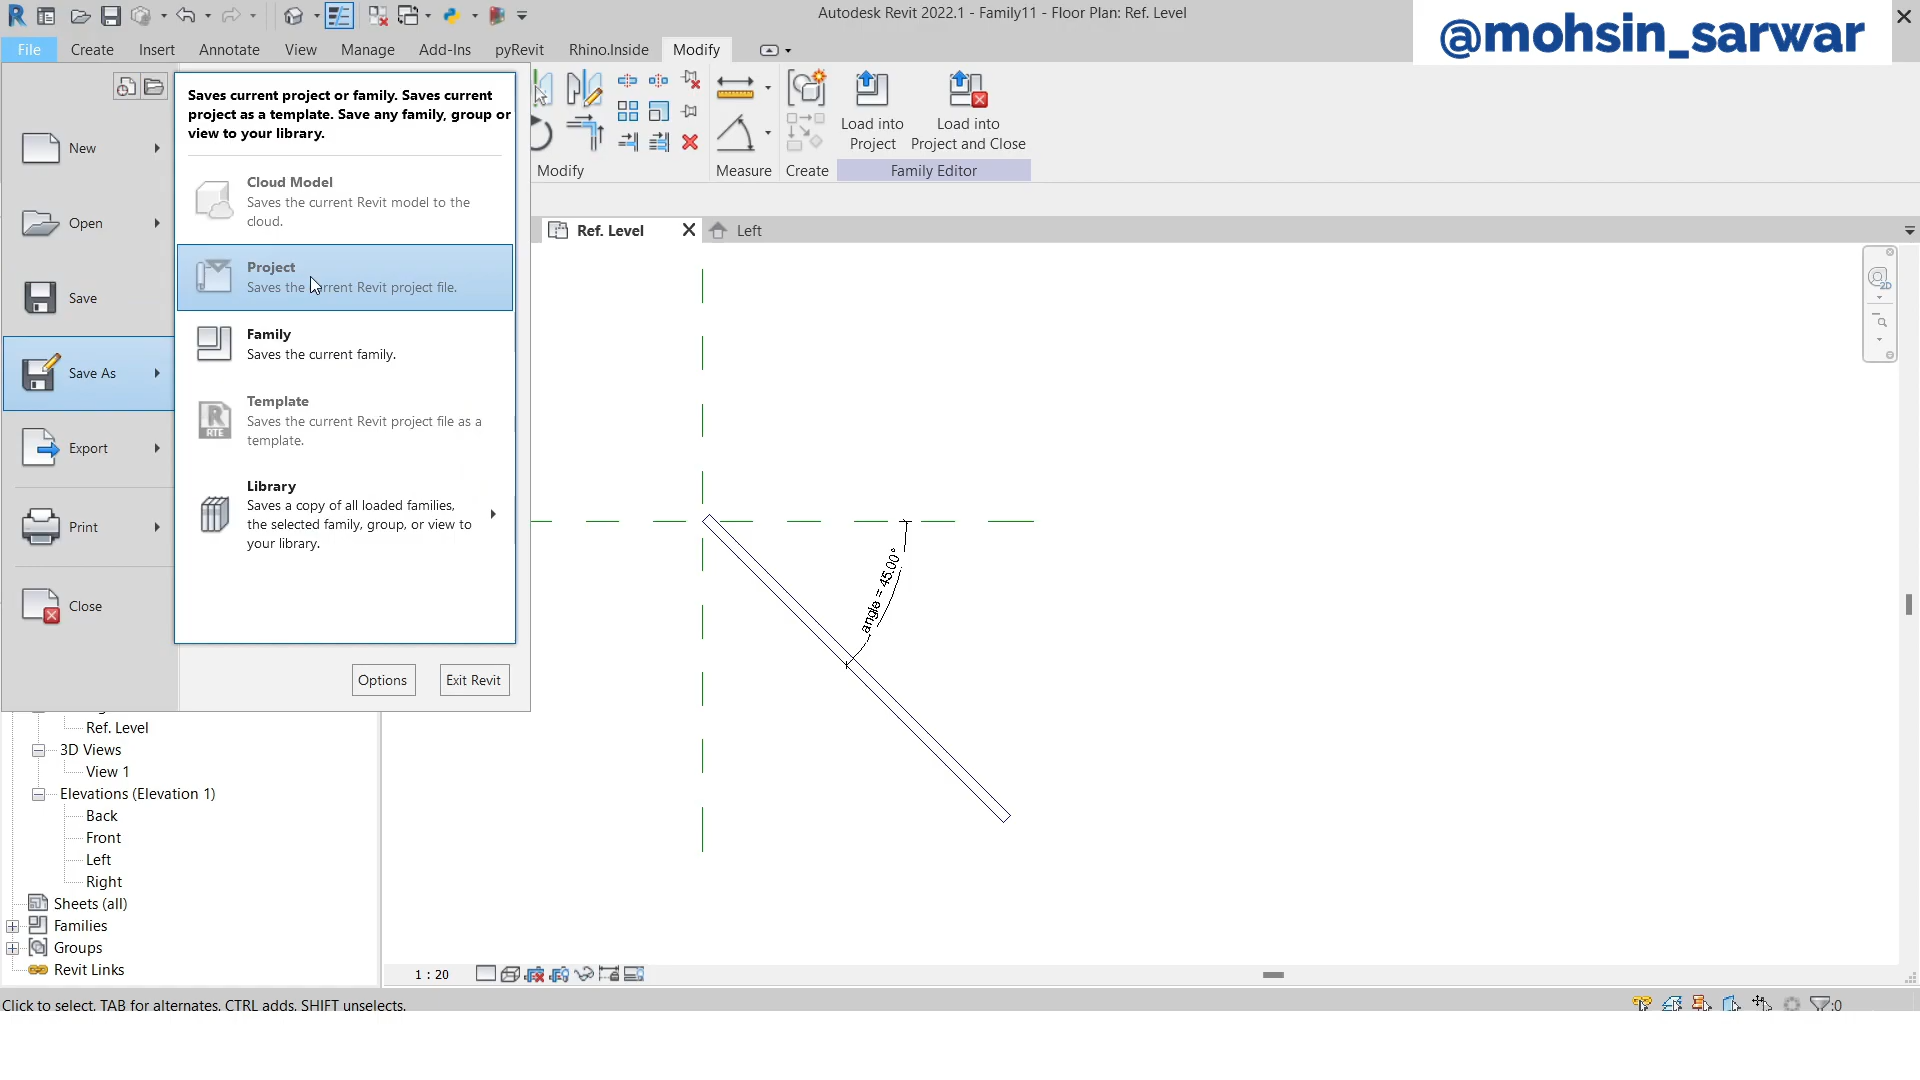 Autodesk Revit 2022.1 - Family11 - Floor Plan: Ref. Level
@mohsin_sarwar
File
Create
Insert
Annotate
View
Manage
Add-Ins
pyRevit
Rhino.Inside
Modify
New
Open
Save
Save As
Export
Print
Close
Saves current project or family. Saves current
project as a template. Save any family, group or
view to your library.
Cloud Model
Saves the current Revit model to the
cloud.
Project
Saves the current Revit project file.
Family
Saves the current family.
Template
Saves the current Revit project file as a
template.
RTE
Library
Saves a copy of all loaded families,
the selected family, group, or view to
your library.
Options
Exit Revit
Modify
Measure
Create
Load into
Project
Load into
Project and Close
Family Editor
Ref. Level
Left
2D
angle = 45.00°
Ref. Level
3D Views
View 1
Elevations (Elevation 1)
Back
Front
Left
Right
Sheets (all)
Families
Groups
Revit Links
1 : 20
Click to select, TAB for alternates, CTRL adds, SHIFT unselects.
:0